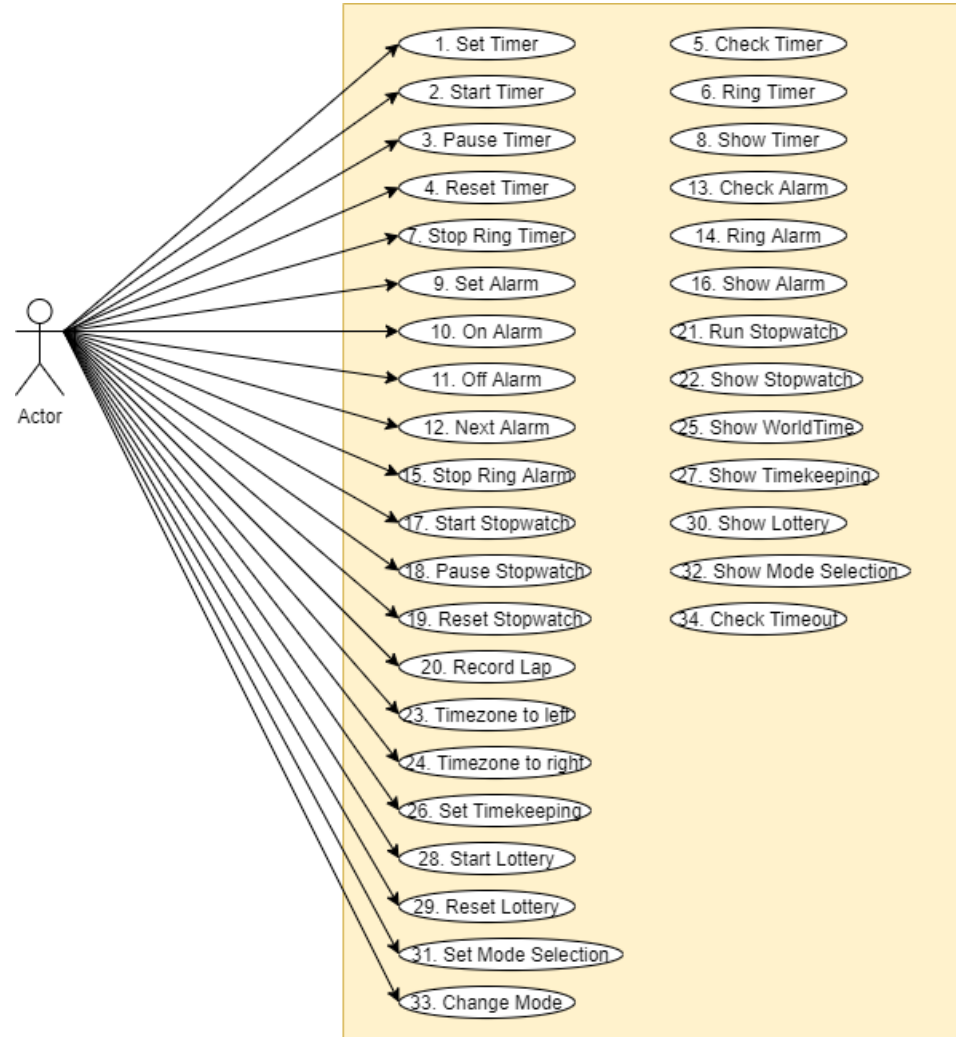 1. Set Timer
2. Start Timer
3. Pause Timer
4. Reset Timer
7. Stop Ring Timer
9. Set Alarm
10. On Alarm
11. Off Alarm
12. Next Alarm
15. Stop Ring Alarm
17. Start Stopwatch
18. Pause Stopwatch
19. Reset Stopwatch
20. Record Lap
23. Timezone to left
24. Timezone to right
26. Set Timekeeping
28. Start Lottery
29. Reset Lottery
31. Set Mode Selection
33. Change Mode
5. Check Timer
6. Ring Timer
8. Show Timer
13. Check Alarm
14. Ring Alarm
16. Show Alarm
21. Run Stopwatch
22. Show Stopwatch
25. Show WorldTime
27. Show Timekeeping
30. Show Lottery
32. Show Mode Selection
34. Check Timeout
Actor